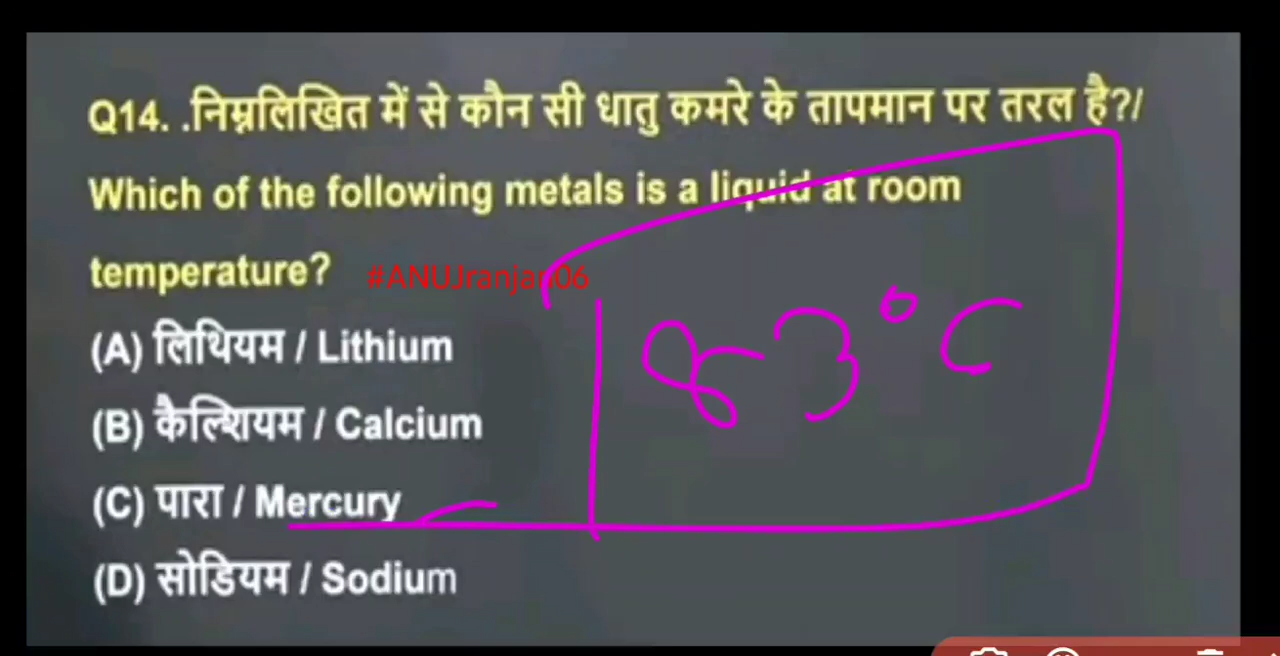 Q14. .निम्नलिखित में से कौन सी धातु कमरे के तापमान पर तरल है?/
Which of the following metals is a liquid at room
temperature?
#ANUJranjan06
(A) लिथियम / Lithium
83°C
(B) कैल्शियम / Calcium
(C) पारा / Mercury
(D) सोडियम / Sodium